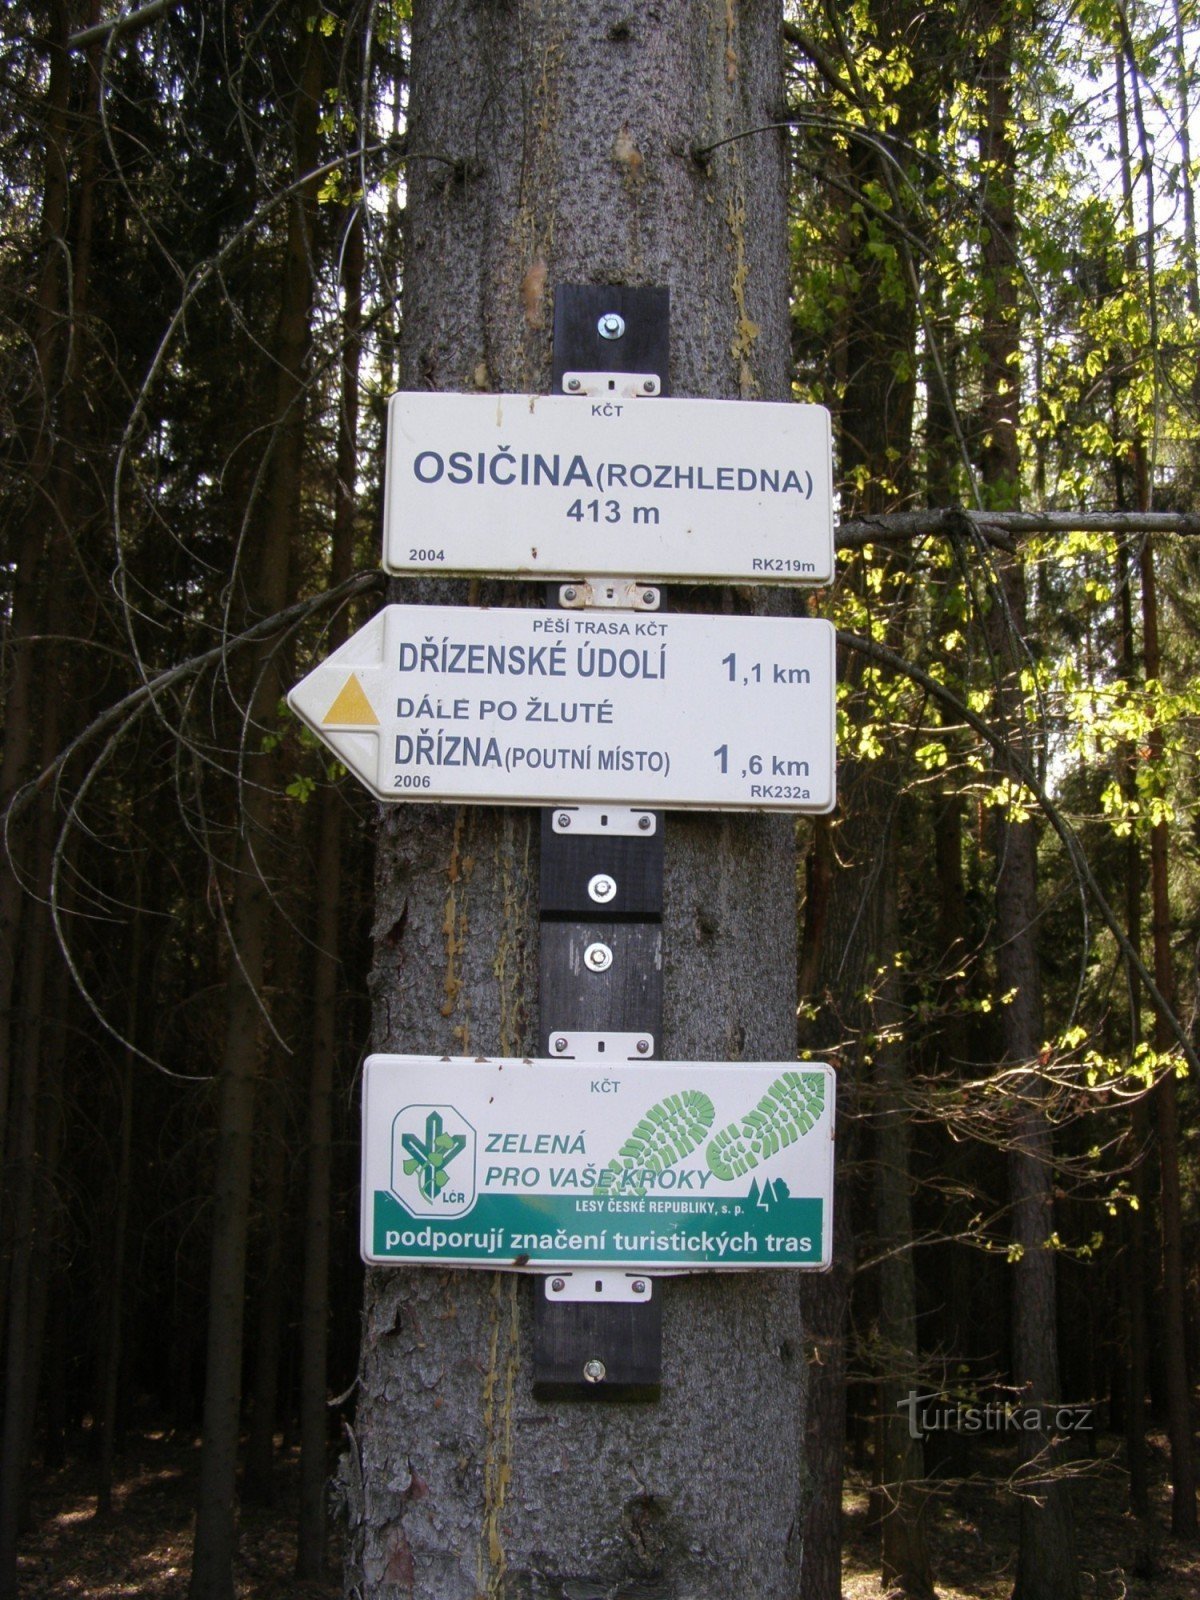 KČT
OSIČINA (ROZHLEDNA)
413 m
2004 RK219m
PĚŠÍ TRASA KČT
DŘÍZENSKÉ ÚDOLÍ 1,1 km
DÁLE PO ŽLUTÉ
DŘÍZNA (POUTNÍ MÍSTO) 1,6 km
2006 RK232a
KČT
ZELENÁ
PRO VAŠE KROKY
LČR
LESY ČESKÉ REPUBLIKY, s. p.
podporují značení turistických tras
Turistika.cz